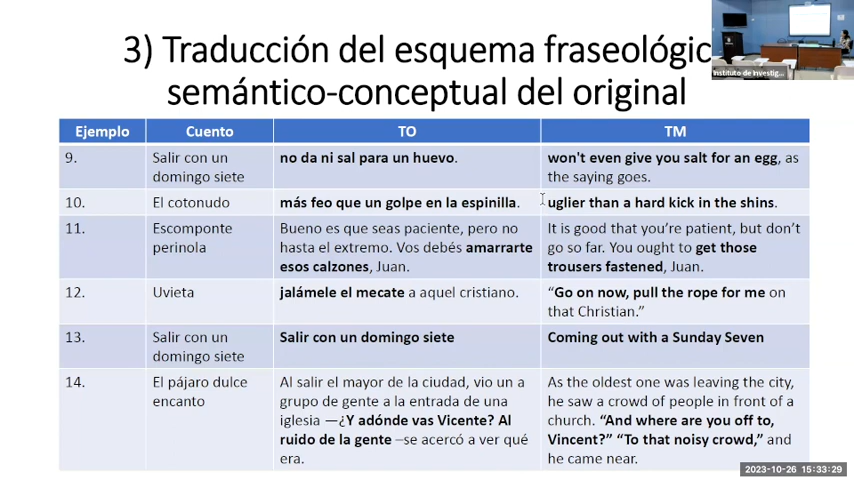 3) Traducción del esquema fraseológic
semántico-conceptual del original
Instituto de Investig...
Ejemplo Cuento TO TM
9. Salir con un domingo siete no da ni sal para un huevo. won't even give you salt for an egg, as the saying goes.
10. El cotonudo más feo que un golpe en la espinilla. uglier than a hard kick in the shins.
11. Escomponte perinola Bueno es que seas paciente, pero no hasta el extremo. Vos debés amarrarte esos calzones, Juan. It is good that you're patient, but don't go so far. You ought to get those trousers fastened, Juan.
12. Uvieta jalámele el mecate a aquel cristiano. "Go on now, pull the rope for me on that Christian."
13. Salir con un domingo siete Salir con un domingo siete Coming out with a Sunday Seven
14. El pájaro dulce encanto Al salir el mayor de la ciudad, vio un a grupo de gente a la entrada de una iglesia —¿Y adónde vas Vicente? Al ruido de la gente –se acercó a ver qué era. As the oldest one was leaving the city, he saw a crowd of people in front of a church. "And where are you off to, Vincent?" "To that noisy crowd," and he came near.
2023-10-26 15:33:29